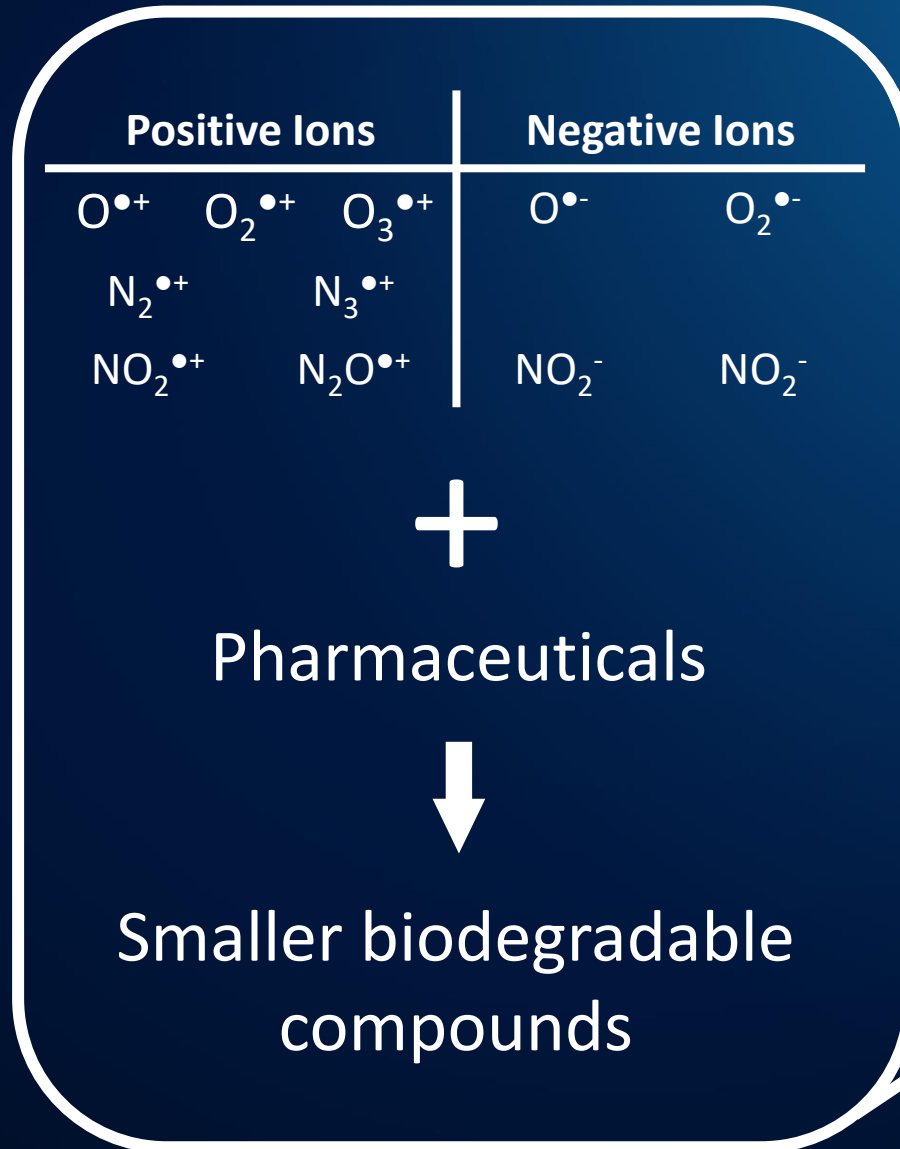 Positive Ions Negative Ions
O•+ O₂•+ O₃•+ O•- O₂•-
N₂•+ N₃•+
NO₂•+ N₂O•+ NO₂- NO₂-
+
Pharmaceuticals
Smaller biodegradable
compounds